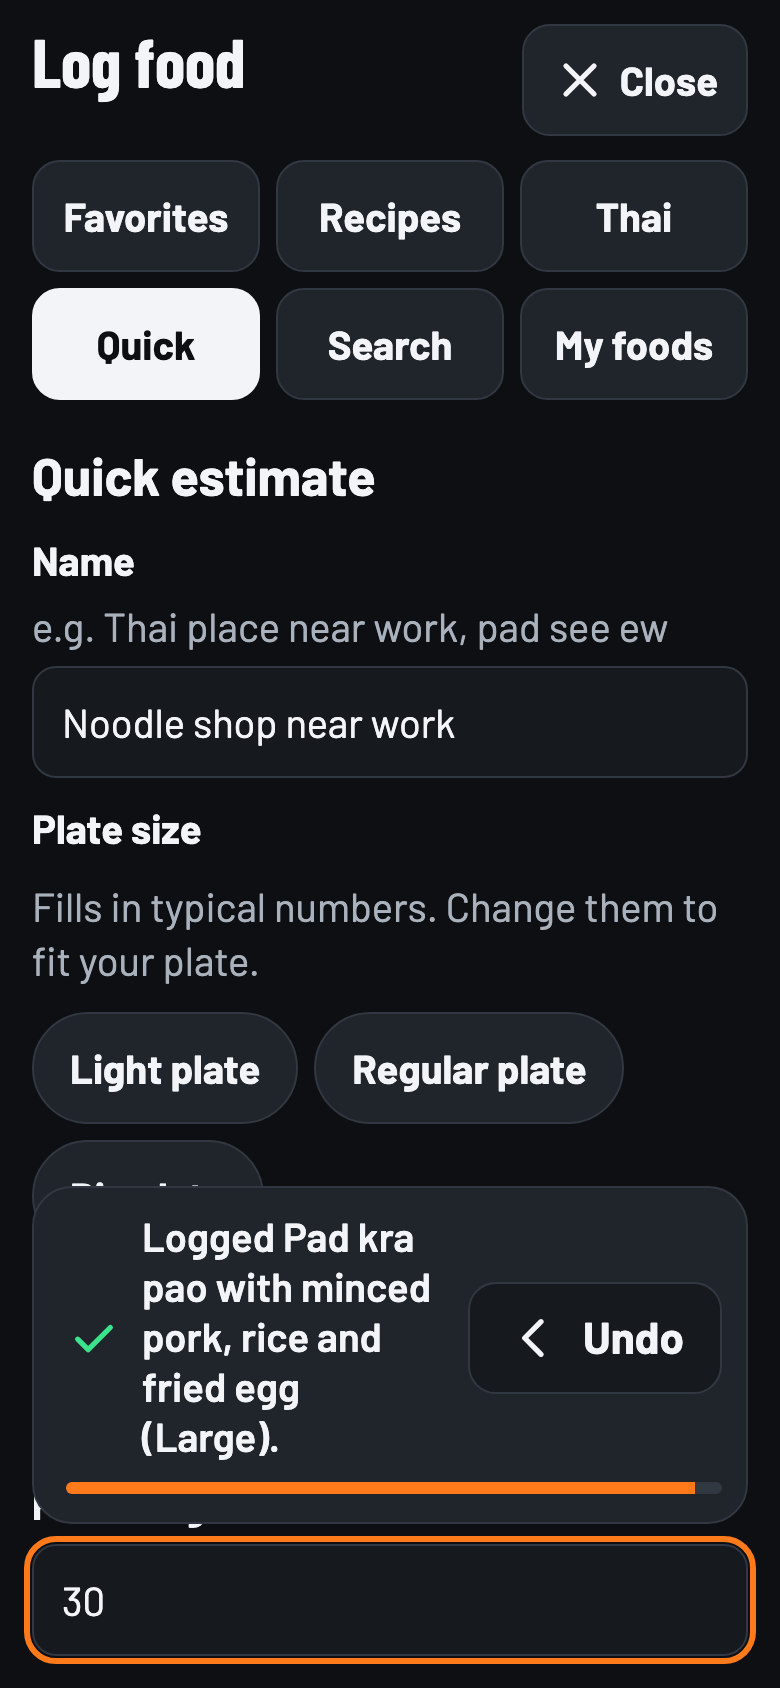 Log food
Close
Favorites
Recipes
Thai
Quick
Search
My foods
Quick estimate
Name
e.g. Thai place near work, pad see ew
Noodle shop near work
Plate size
Fills in typical numbers. Change them to
fit your plate.
Light plate
Regular plate
Logged Pad kra
pao with minced
pork, rice and
fried egg
(Large).
Undo
30